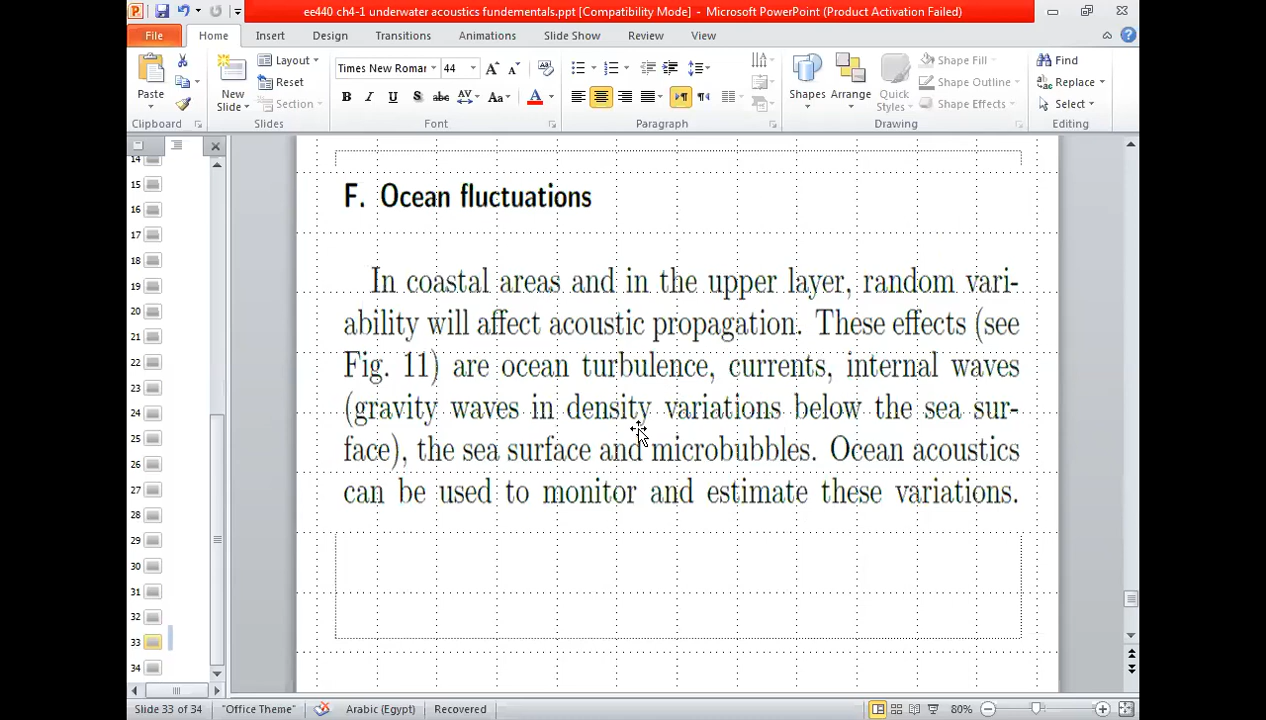 ee440 ch4-1 underwater acoustics fundementals.ppt [Compatibility Mode] - Microsoft PowerPoint (Product Activation Failed)
File Home Insert Design Transitions Animations Slide Show Review View
Paste
Clipboard
New
Slide
Layout
Reset
Section
Slides
Times New Romar 44
B I U S abc AV Aa A
Font
Paragraph
Shapes Arrange Quick
Styles
Shape Fill
Shape Outline
Shape Effects
Drawing
Find
Replace
Select
Editing
14
15
16
17
18
19
20
21
22
23
24
25
26
27
28
29
30
31
32
33
34
F. Ocean fluctuations
In coastal areas and in the upper layer, random vari-
ability will affect acoustic propagation. These effects (see
Fig. 11) are ocean turbulence, currents, internal waves
(gravity waves in density variations below the sea sur-
face), the sea surface and microbubbles. Ocean acoustics
can be used to monitor and estimate these variations.
Slide 33 of 34 "Office Theme" Arabic (Egypt) Recovered 80%